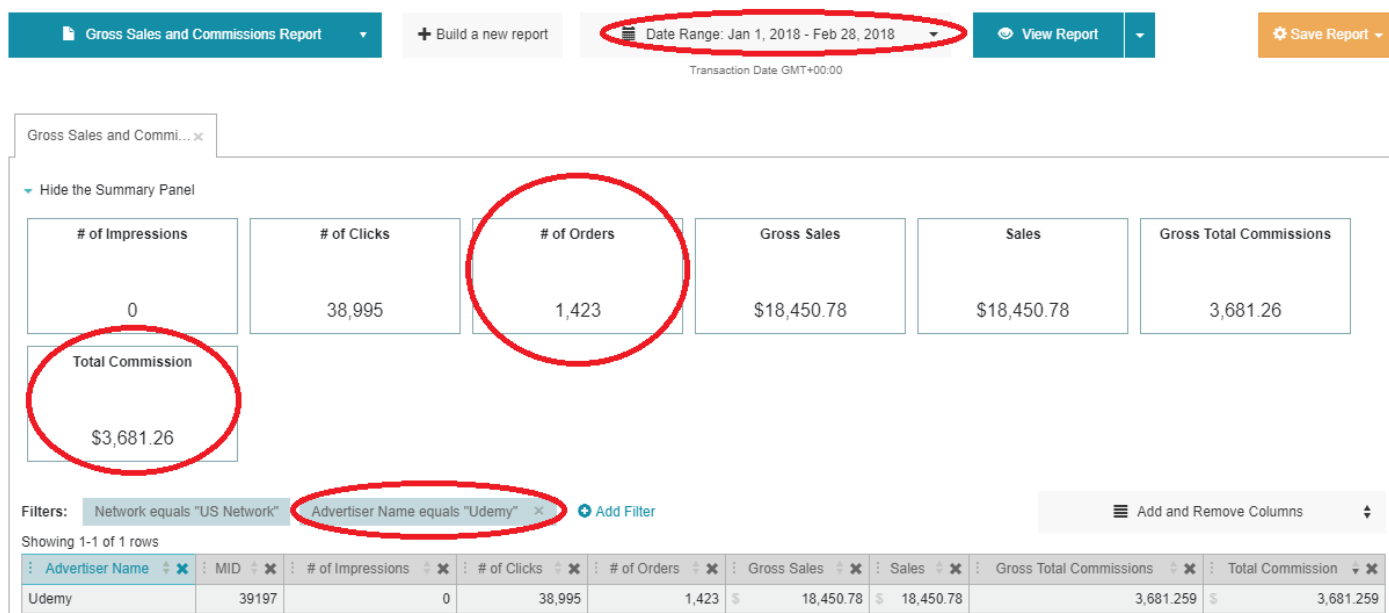 Gross Sales and Commissions Report
Build a new report
Date Range: Jan 1, 2018 - Feb 28, 2018
View Report
Save Report
Transaction Date GMT+00:00
Gross Sales and Commi...
Hide the Summary Panel
# of Impressions # of Clicks # of Orders Gross Sales Sales Gross Total Commissions
0 38,995 1,423 $18,450.78 $18,450.78 3,681.26
Total Commission
$3,681.26
Filters: Network equals "US Network" Advertiser Name equals "Udemy" Add Filter Add and Remove Columns
Showing 1-1 of 1 rows
Advertiser Name MID # of Impressions # of Clicks # of Orders Gross Sales Sales Gross Total Commissions Total Commission
Udemy 39197 0 38,995 1,423 $ 18,450.78 $ 18,450.78 3,681.259 $ 3,681.259